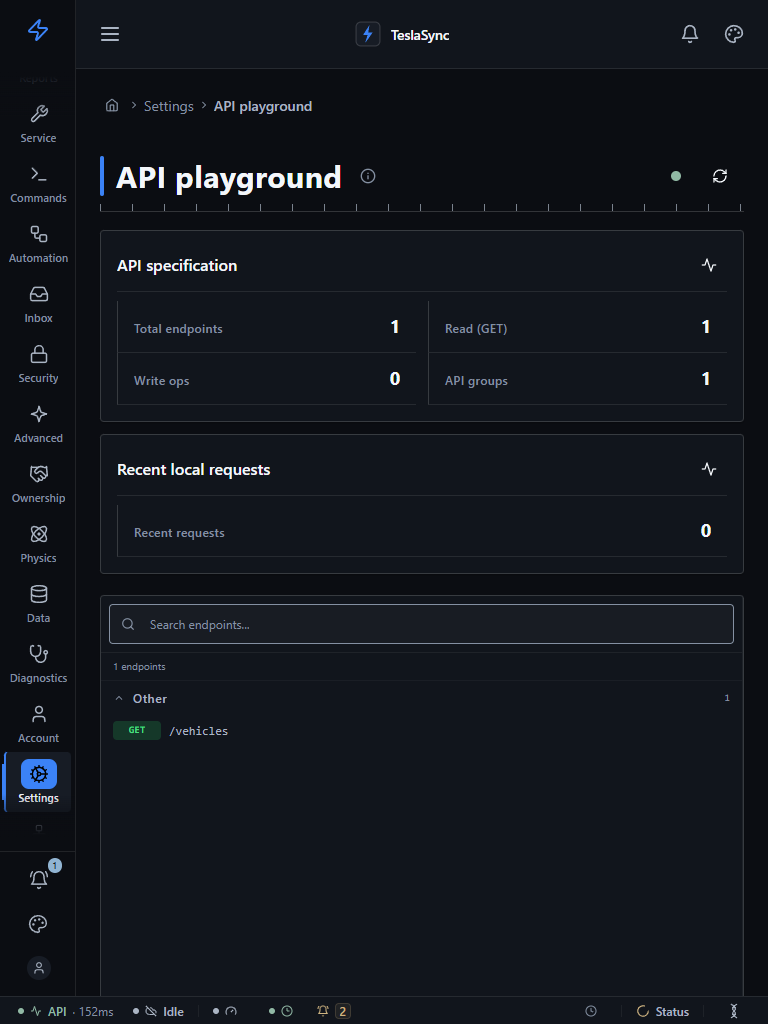 TeslaSync
Settings
API playground
API playground
API specification
Total endpoints
1
Read (GET)
1
Write ops
0
API groups
1
Recent local requests
Recent requests
0
Search endpoints...
1 endpoints
Other
1
GET
/vehicles
Service
Commands
Automation
Inbox
Security
Advanced
Ownership
Physics
Data
Diagnostics
Account
Settings
1
API · 152ms
Idle
2
Status